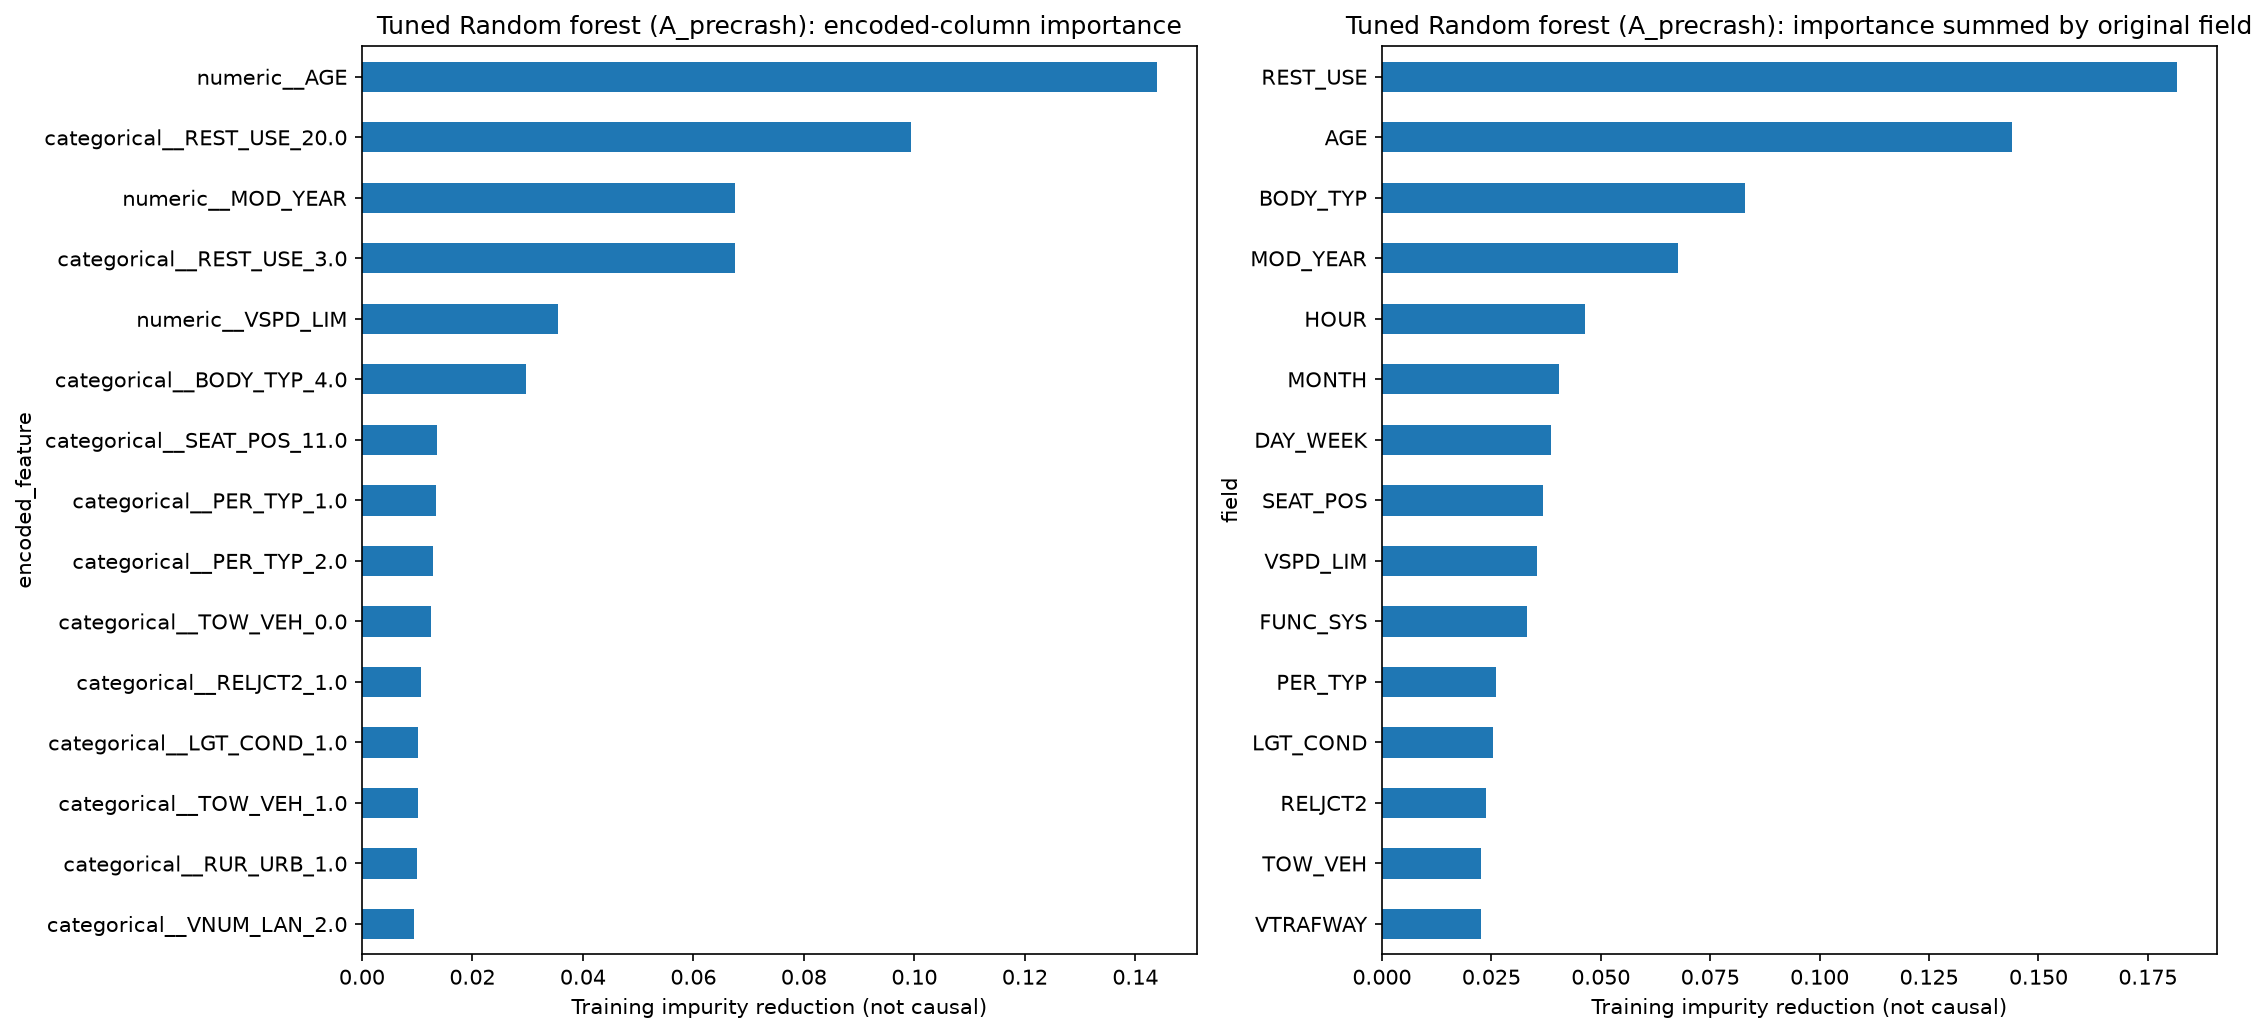 Tuned Random forest (A_precrash): encoded-column importance
encoded_feature
numeric__AGE
categorical__REST_USE_20.0
numeric__MOD_YEAR
categorical__REST_USE_3.0
numeric__VSPD_LIM
categorical__BODY_TYP_4.0
categorical__SEAT_POS_11.0
categorical__PER_TYP_1.0
categorical__PER_TYP_2.0
categorical__TOW_VEH_0.0
categorical__RELJCT2_1.0
categorical__LGT_COND_1.0
categorical__TOW_VEH_1.0
categorical__RUR_URB_1.0
categorical__VNUM_LAN_2.0
0.00 0.02 0.04 0.06 0.08 0.10 0.12 0.14
Training impurity reduction (not causal)
Tuned Random forest (A_precrash): importance summed by original field
field
REST_USE
AGE
BODY_TYP
MOD_YEAR
HOUR
MONTH
DAY_WEEK
SEAT_POS
VSPD_LIM
FUNC_SYS
PER_TYP
LGT_COND
RELJCT2
TOW_VEH
VTRAFWAY
0.000 0.025 0.050 0.075 0.100 0.125 0.150 0.175
Training impurity reduction (not causal)